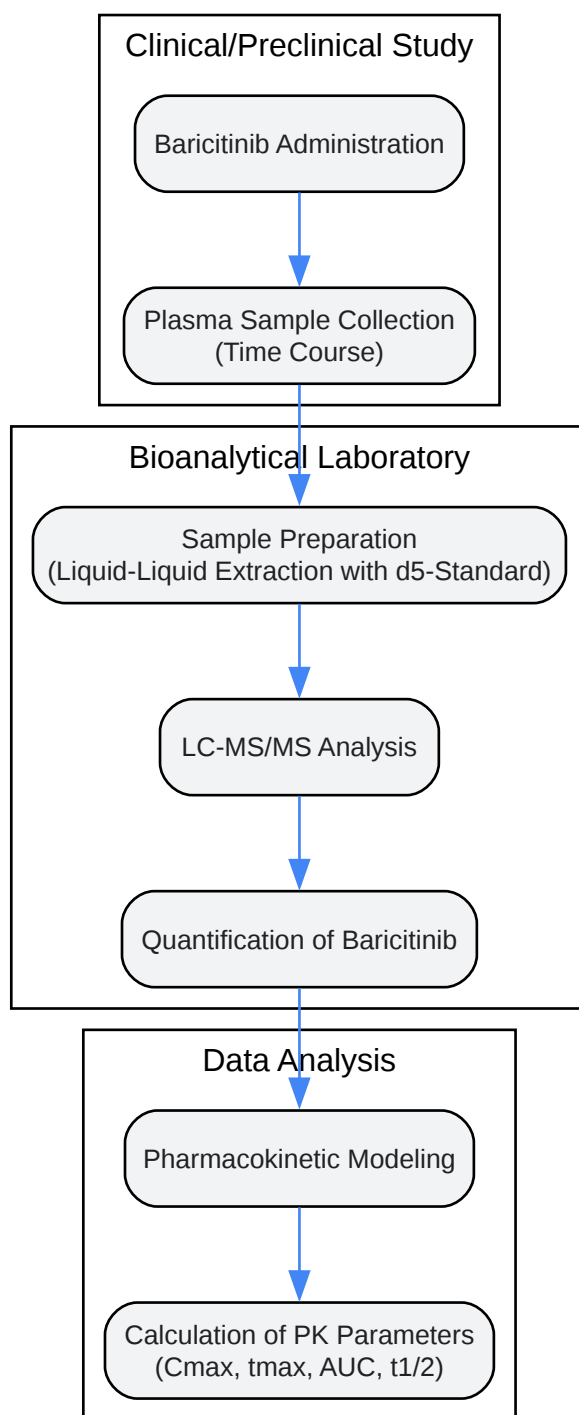 Clinical/Preclinical Study
Baricitinib Administration
Plasma Sample Collection
(Time Course)
Bioanalytical Laboratory
Sample Preparation
(Liquid-Liquid Extraction with d5-Standard)
LC-MS/MS Analysis
Quantification of Baricitinib
Data Analysis
Pharmacokinetic Modeling
Calculation of PK Parameters
(Cmax, tmax, AUC, t1/2)